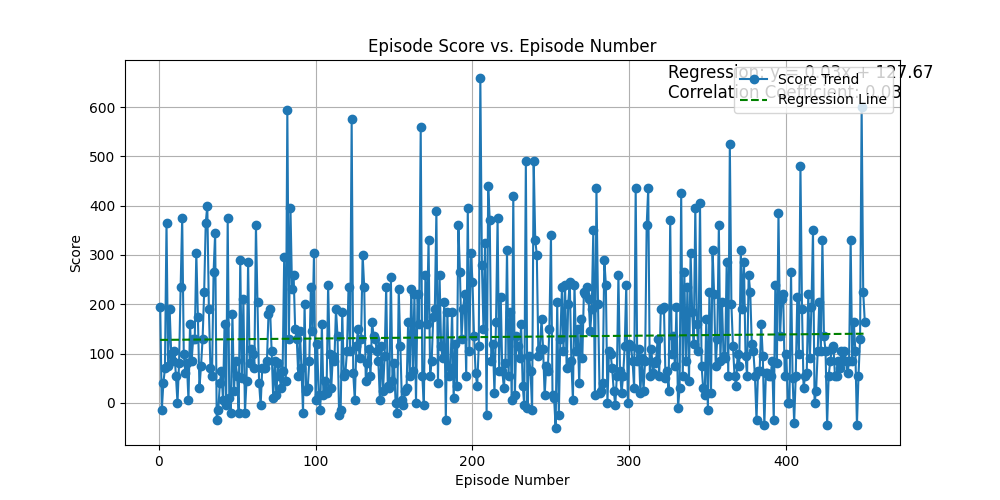 Episode Score vs. Episode Number
Regression: y = 0.03x + 127.67
Correlation Coefficient: 0.03
Score Trend
Regression Line
Score
600
500
400
300
200
100
0
0 100 200 300 400
Episode Number